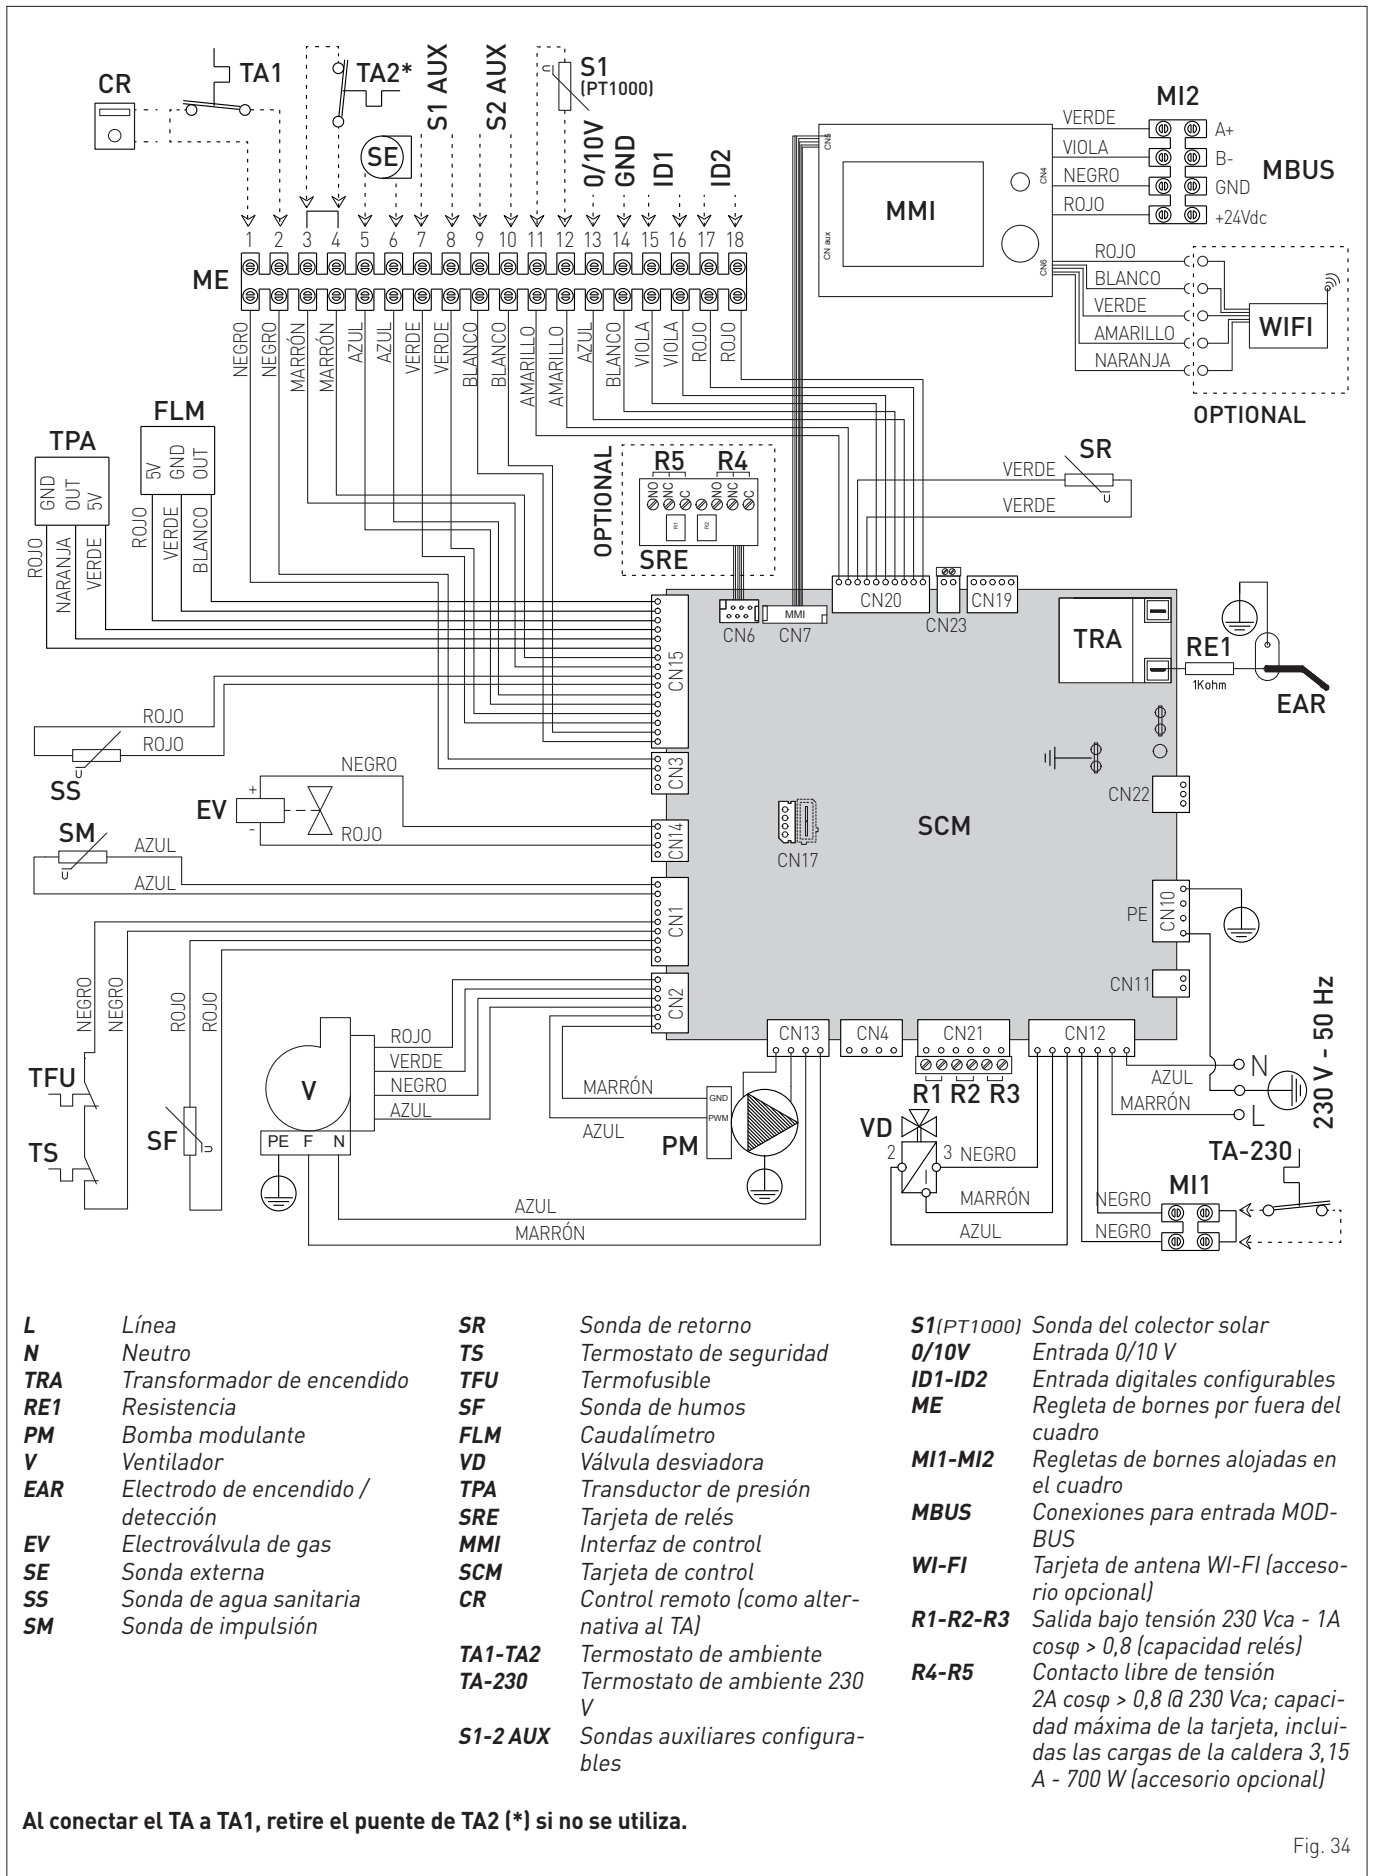 CR
TA1
TA2*
SE
S1 AUX
S2 AUX
S1
(PT1000)
0/10V
GND
ID1
ID2
1 2 3 4 5 6 7 8 9 10 11 12 13 14 15 16 17 18
ME
NEGRO
NEGRO
MARRÓN
MARRÓN
AZUL
AZUL
VERDE
VERDE
BLANCO
BLANCO
AMARILLO
AMARILLO
AZUL
BLANCO
VIOLA
VIOLA
ROJO
ROJO
CN5
CN aux
MMI
CN4
CN6
MI2
MBUS
VERDE
A+
VIOLA
B-
NEGRO
GND
ROJO
+24Vdc
ROJO
BLANCO
VERDE
AMARILLO
NARANJA
WIFI
OPTIONAL
TPA
GND
OUT
5V
FLM
5V
GND
OUT
ROJO
NARANJA
VERDE
ROJO
VERDE
BLANCO
OPTIONAL
R5 R4
NO
NC
C
NO
NC
C
R1
R2
SRE
SR
VERDE
VERDE
CN6
MMI
CN7
CN20
CN23
CN19
TRA
RE1
1Kohm
EAR
CN15
ROJO
ROJO
SS
CN3
NEGRO
EV
+
-
ROJO
CN14
CN17
SCM
CN22
SM
AZUL
AZUL
CN1
PE
CN10
CN11
NEGRO
NEGRO
ROJO
ROJO
TFU
TS
SF
CN2
ROJO
VERDE
NEGRO
AZUL
V
PE F N
MARRÓN
AZUL
GND
PWM
PM
AZUL
MARRÓN
CN13
CN4
CN21
CN12
R1 R2 R3
VD
2
3
NEGRO
MARRÓN
AZUL
N
AZUL
MARRÓN
L
230 V - 50 Hz
TA-230
MI1
NEGRO
NEGRO
L Línea
N Neutro
TRA Transformador de encendido
RE1 Resistencia
PM Bomba modulante
V Ventilador
EAR Electrodo de encendido /
detección
EV Electroválvula de gas
SE Sonda externa
SS Sonda de agua sanitaria
SM Sonda de impulsión
SR Sonda de retorno
TS Termostato de seguridad
TFU Termofusible
SF Sonda de humos
FLM Caudalímetro
VD Válvula desviadora
TPA Transductor de presión
SRE Tarjeta de relés
MMI Interfaz de control
SCM Tarjeta de control
CR Control remoto (como alter-
nativa al TA)
TA1-TA2 Termostato de ambiente
TA-230 Termostato de ambiente 230
V
S1-2 AUX Sondas auxiliares configura-
bles
S1(PT1000) Sonda del colector solar
0/10V Entrada 0/10 V
ID1-ID2 Entrada digitales configurables
ME Regleta de bornes por fuera del
cuadro
MI1-MI2 Regletas de bornes alojadas en
el cuadro
MBUS Conexiones para entrada MOD-
BUS
WI-FI Tarjeta de antena WI-FI (acceso-
rio opcional)
R1-R2-R3 Salida bajo tensión 230 Vca - 1A
cosφ > 0,8 (capacidad relés)
R4-R5 Contacto libre de tensión
2A cosφ > 0,8 @ 230 Vca; capaci-
dad máxima de la tarjeta, inclui-
das las cargas de la caldera 3,15
A - 700 W (accesorio opcional)
Al conectar el TA a TA1, retire el puente de TA2 (*) si no se utiliza.
Fig. 34